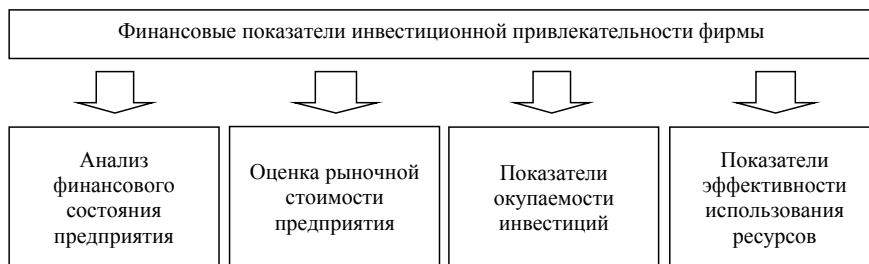 Финансовые показатели инвестиционной привлекательности фирмы
Анализ
финансового
состояния
предприятия
Оценка рыночной
стоимости
предприятия
Показатели
окупаемости
инвестиций
Показатели
эффективности
использования
ресурсов